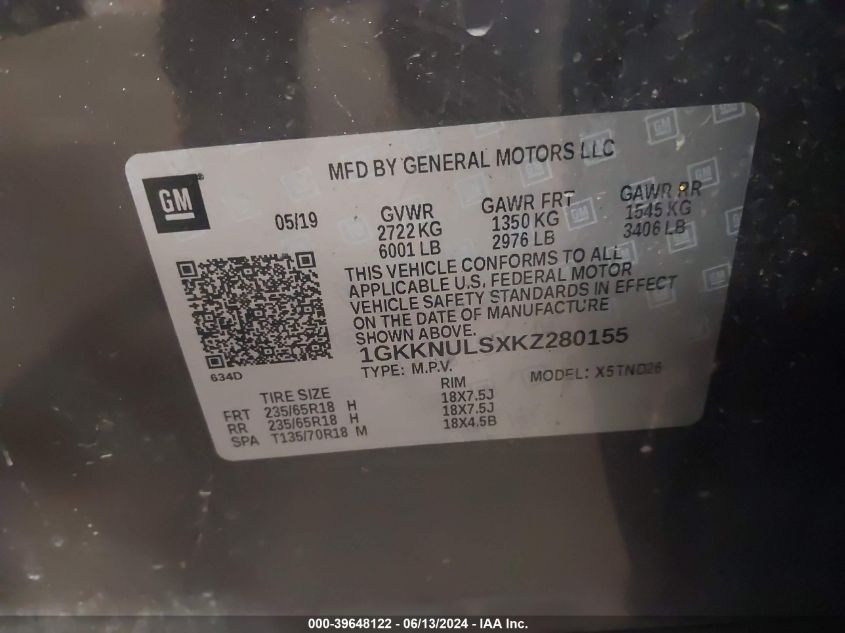 MFD BY GENERAL MOTORS LLC
GM
05/19
GVWR GAWR FRT GAWR RR
2722 KG 1350 KG 1545 KG
6001 LB 2976 LB 3406 LB
THIS VEHICLE CONFORMS TO ALL
APPLICABLE U.S. FEDERAL MOTOR
VEHICLE SAFETY STANDARDS IN EFFECT
ON THE DATE OF MANUFACTURE
SHOWN ABOVE.
1GKKNULSXKZ280155
634D
TYPE: M.P.V. MODEL: X5TND26
TIRE SIZE RIM
FRT 235/65R18 H 18X7.5J
RR 235/65R18 H 18X7.5J
SPA T135/70R18 M 18X4.5B
000-39648122 - 06/13/2024 - IAA Inc.